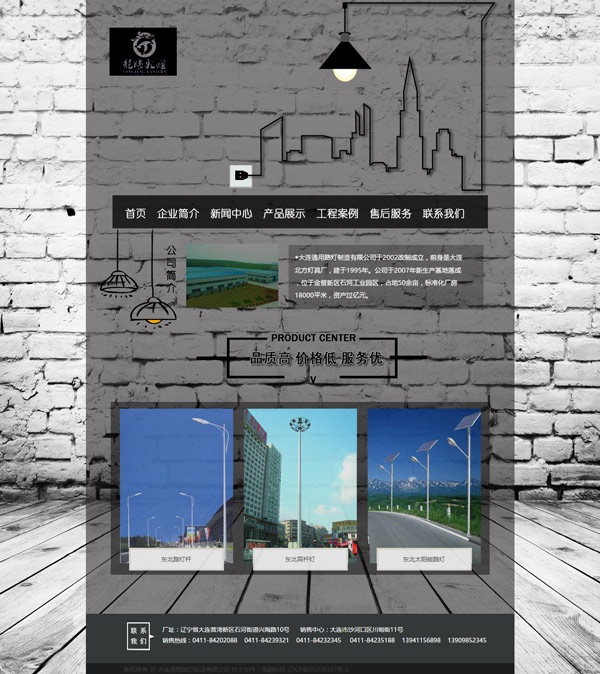 首页 企业简介 新闻中心 产品展示 工程案例 售后服务 联系我们
公司简介
♦大连通用路灯制造有限公司于2002改制成立，前身是大连
北方灯具厂，建于1995年。公司于2007年新生产基地落成
，位于金普新区石河工业园区，占地50余亩，标准化厂房
18000平米，资产过亿元。
PRODUCT CENTER
品质高 价格低 服务优
V
东北路灯杆
东北高杆灯
东北太阳能路灯
联系我们
厂址：辽宁省大连普湾新区石河街道兴海路10号 销售中心：大连市沙河口区川甸街11号
销售热线：0411-84202088 0411-84239321 0411-84232345 0411-84235188 13941156898 13909852345